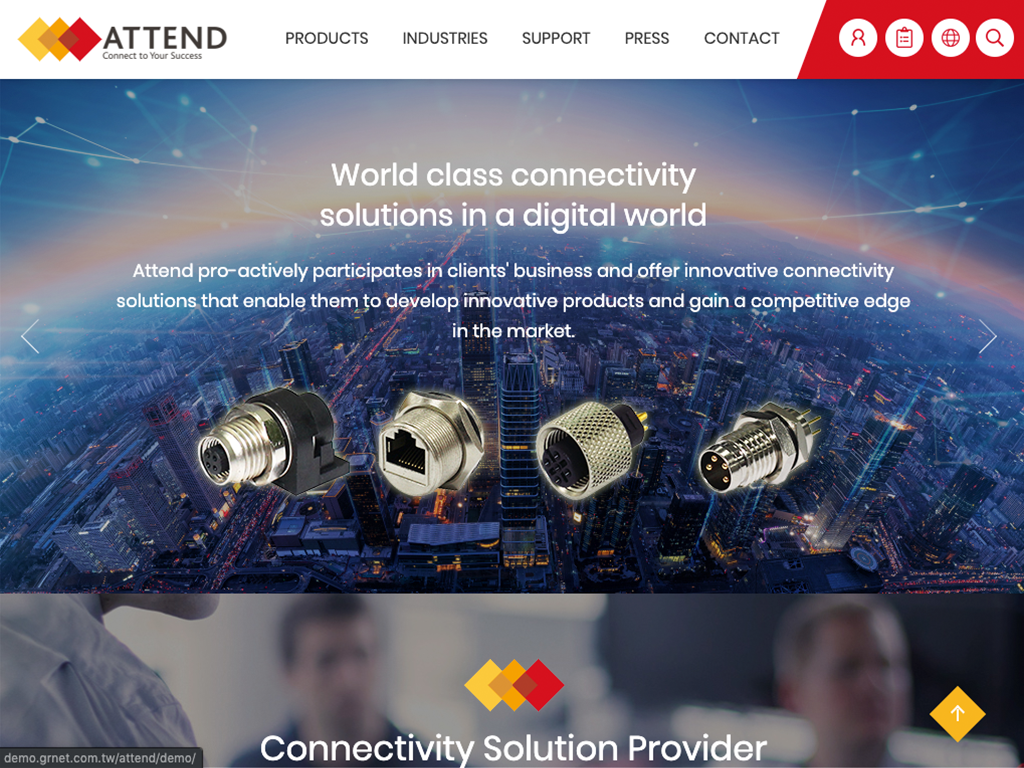 ATTEND
Connect to Your Success
PRODUCTS
INDUSTRIES
SUPPORT
PRESS
CONTACT
World class connectivity
solutions in a digital world
Attend pro-actively participates in clients' business and offer innovative connectivity
solutions that enable them to develop innovative products and gain a competitive edge
in the market.
Connectivity Solution Provider
demo.grnet.com.tw/attend/demo/